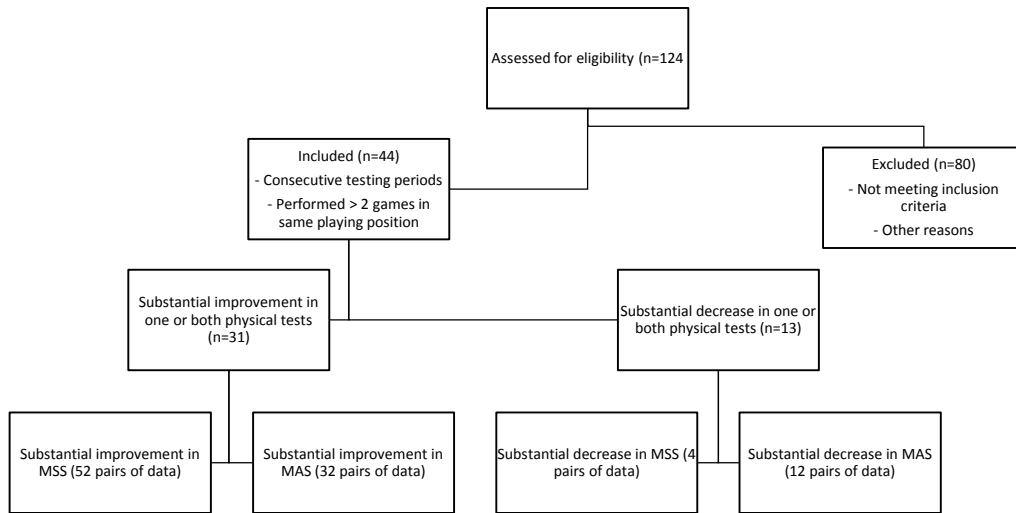 Assessed for eligibility (n=124
Included (n=44)
- Consecutive testing periods
- Performed > 2 games in
same playing position
Excluded (n=80)
- Not meeting inclusion
criteria
- Other reasons
Substantial improvement in
one or both physical tests
(n=31)
Substantial decrease in one or
both physical tests (n=13)
Substantial improvement in
MSS (52 pairs of data)
Substantial improvement in
MAS (32 pairs of data)
Substantial decrease in MSS (4
pairs of data)
Substantial decrease in MAS
(12 pairs of data)